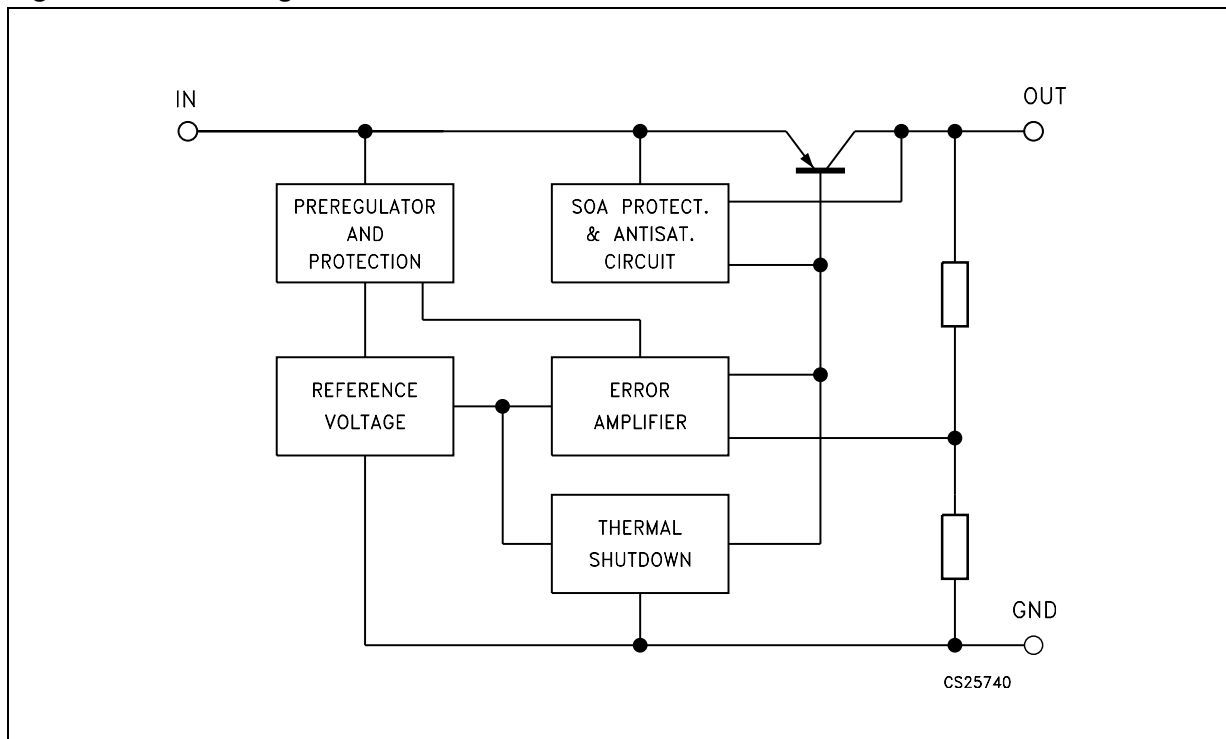 IN
OUT
PREREGULATOR
AND
PROTECTION
SOA PROTECT.
& ANTISAT.
CIRCUIT
REFERENCE
VOLTAGE
ERROR
AMPLIFIER
THERMAL
SHUTDOWN
GND
CS25740